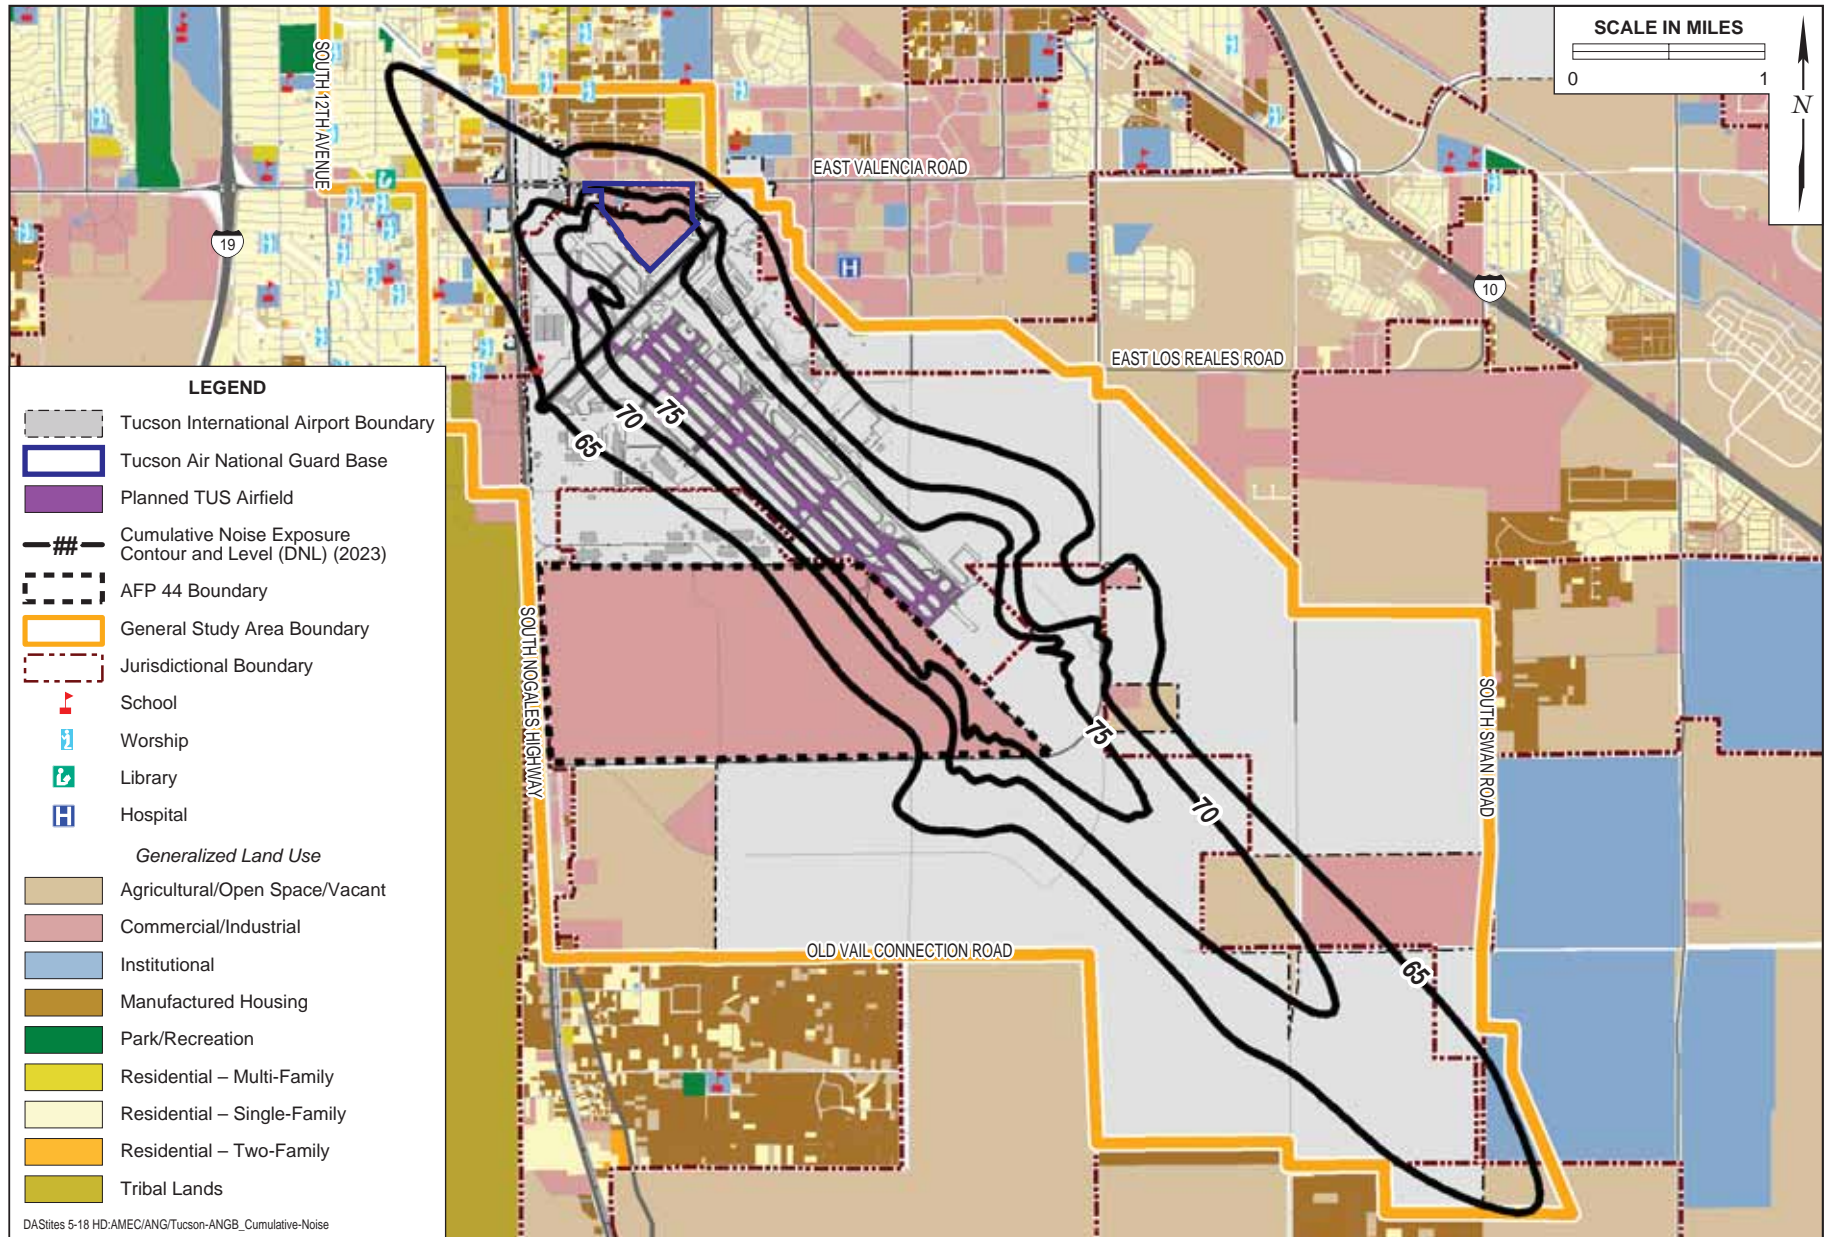 SCALE IN MILES
0 1
N
SOUTH 12TH AVENUE
EAST VALENCIA ROAD
19
H
10
EAST LOS REALES ROAD
LEGEND
Tucson International Airport Boundary
Tucson Air National Guard Base
Planned TUS Airfield
##
Cumulative Noise Exposure
Contour and Level (DNL) (2023)
AFP 44 Boundary
General Study Area Boundary
Jurisdictional Boundary
School
Worship
Library
H
Hospital
Generalized Land Use
Agricultural/Open Space/Vacant
Commercial/Industrial
Institutional
Manufactured Housing
Park/Recreation
Residential – Multi-Family
Residential – Single-Family
Residential – Two-Family
Tribal Lands
DAStites 5-18 HD:AMEC/ANG/Tucson-ANGB_Cumulative-Noise
65
70
75
SOUTH NOGALES HIGHWAY
75
70
65
SOUTH SWAN ROAD
OLD VAIL CONNECTION ROAD